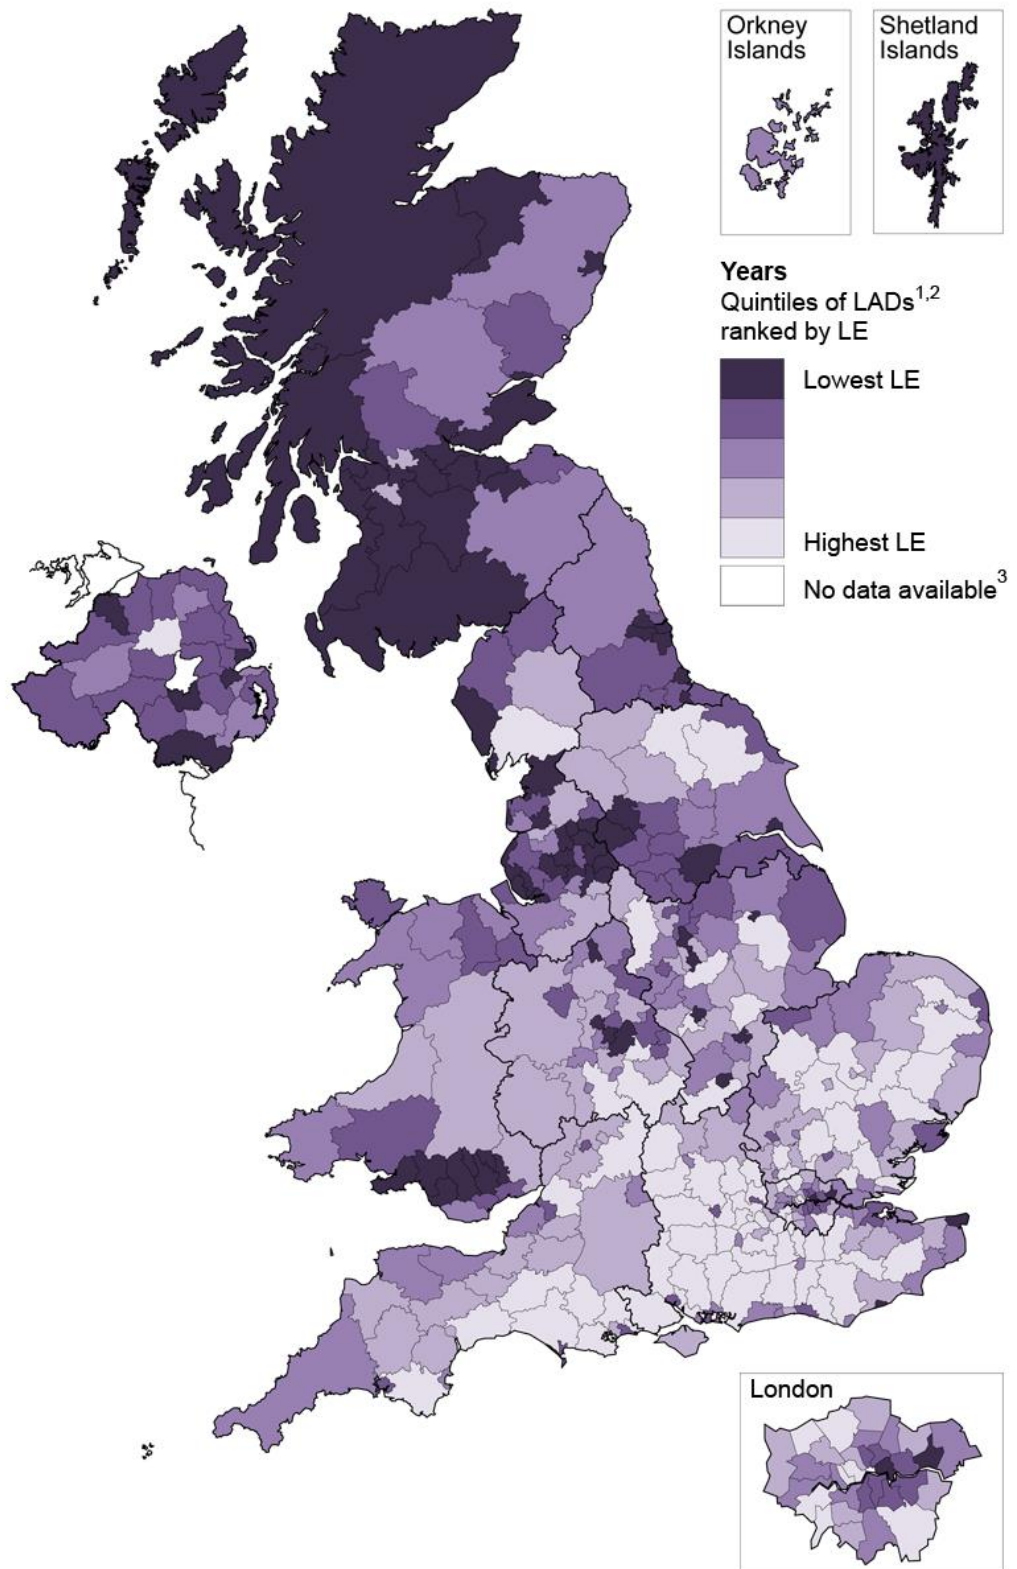 Orkney
Islands
Shetland
Islands
Years
Quintiles of LADs1,2
ranked by LE
Lowest LE
Highest LE
No data available3
London